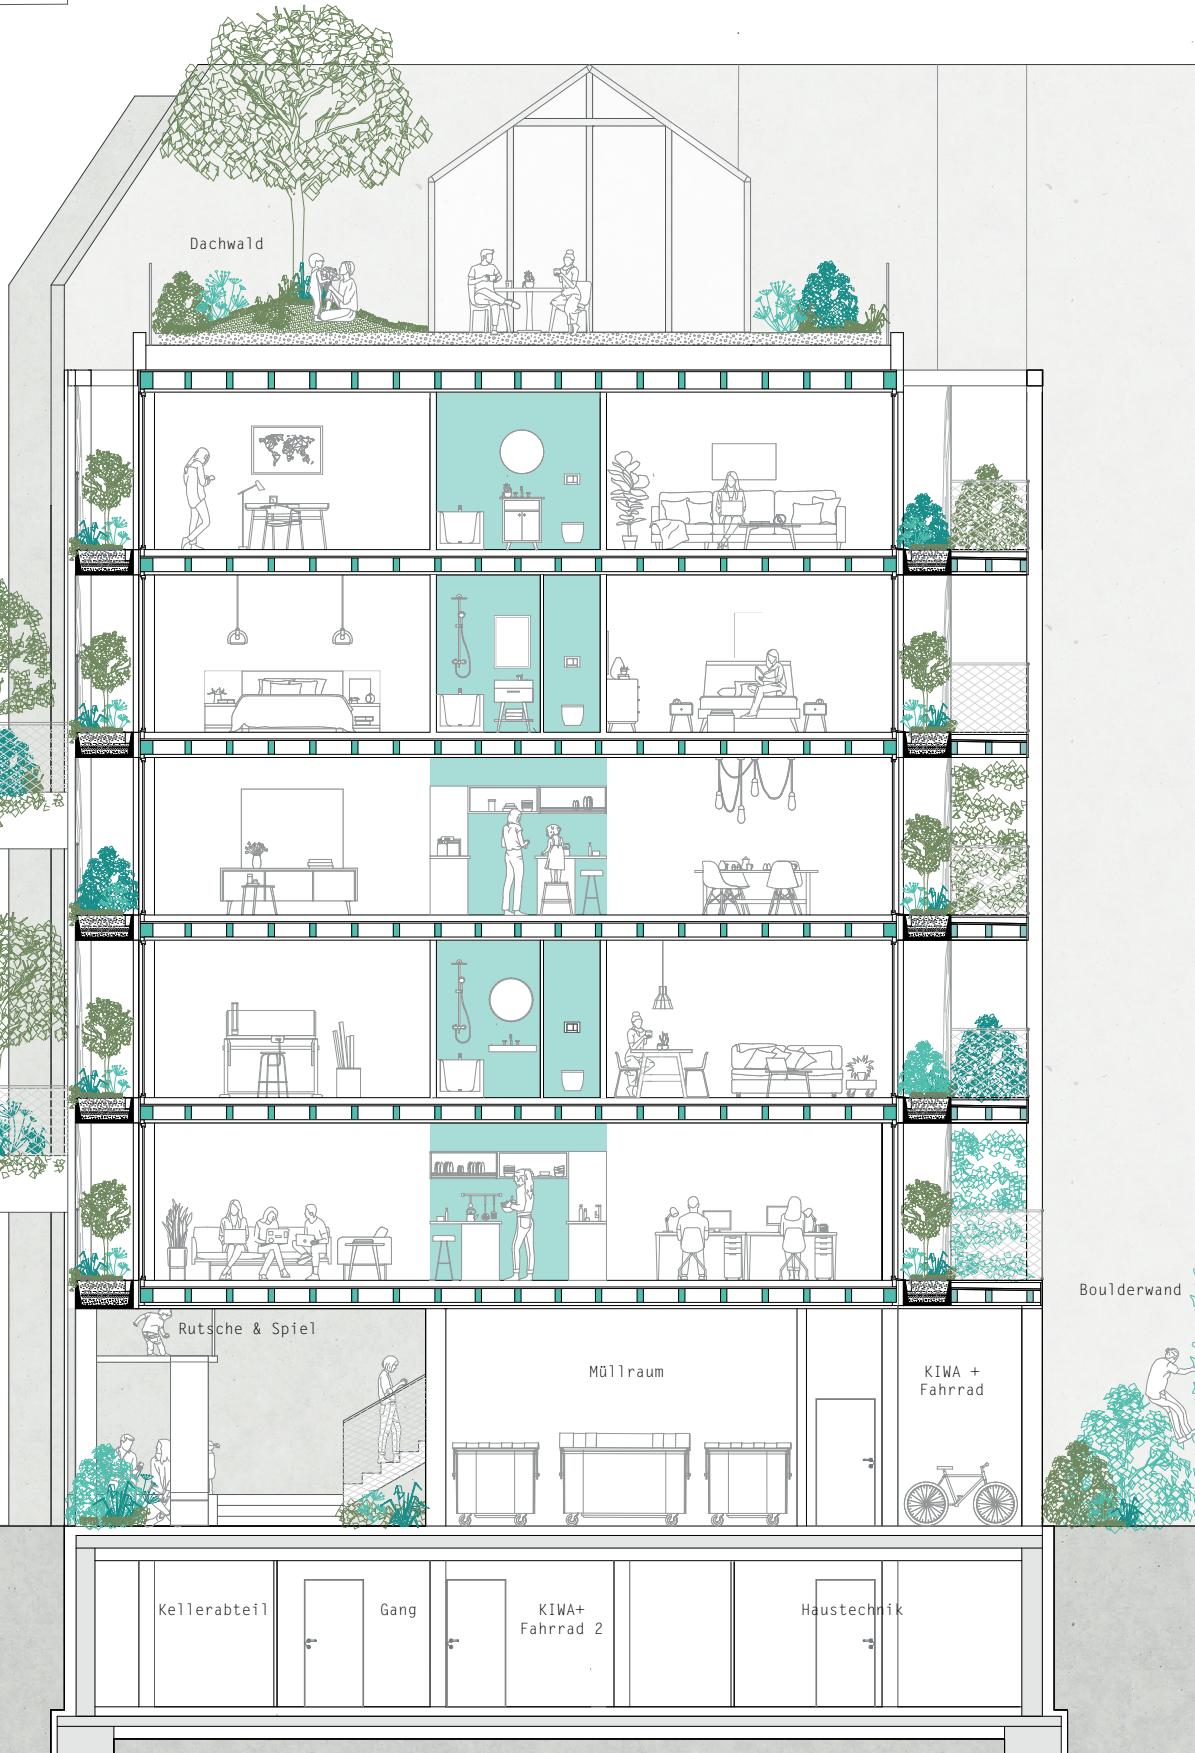 Dachwald
Boulderwand
Rutsche & Spiel
Müllraum
KIWA +
Fahrrad
Kellerabteil
Gang
KIWA+
Fahrrad 2
Haustechnik